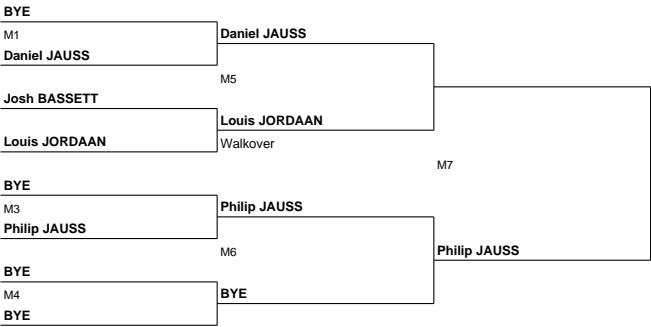 BYE
M1
Daniel JAUSS
Josh BASSETT
Louis JORDAAN
BYE
M3
Philip JAUSS
BYE
M4
BYE
Daniel JAUSS
M5
Louis JORDAAN
Walkover
Philip JAUSS
M6
BYE
M7
Philip JAUSS